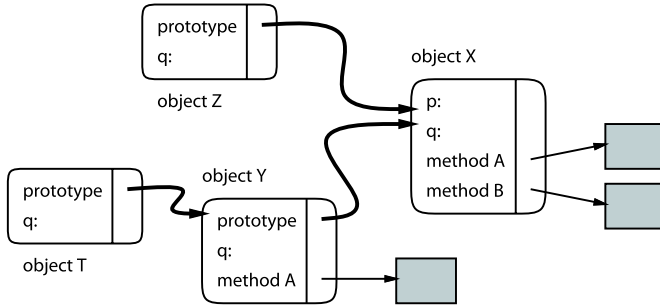 prototype
q:
object Z
object X
p:
q:
method A
method B
object Y
prototype
q:
method A
prototype
q:
object T